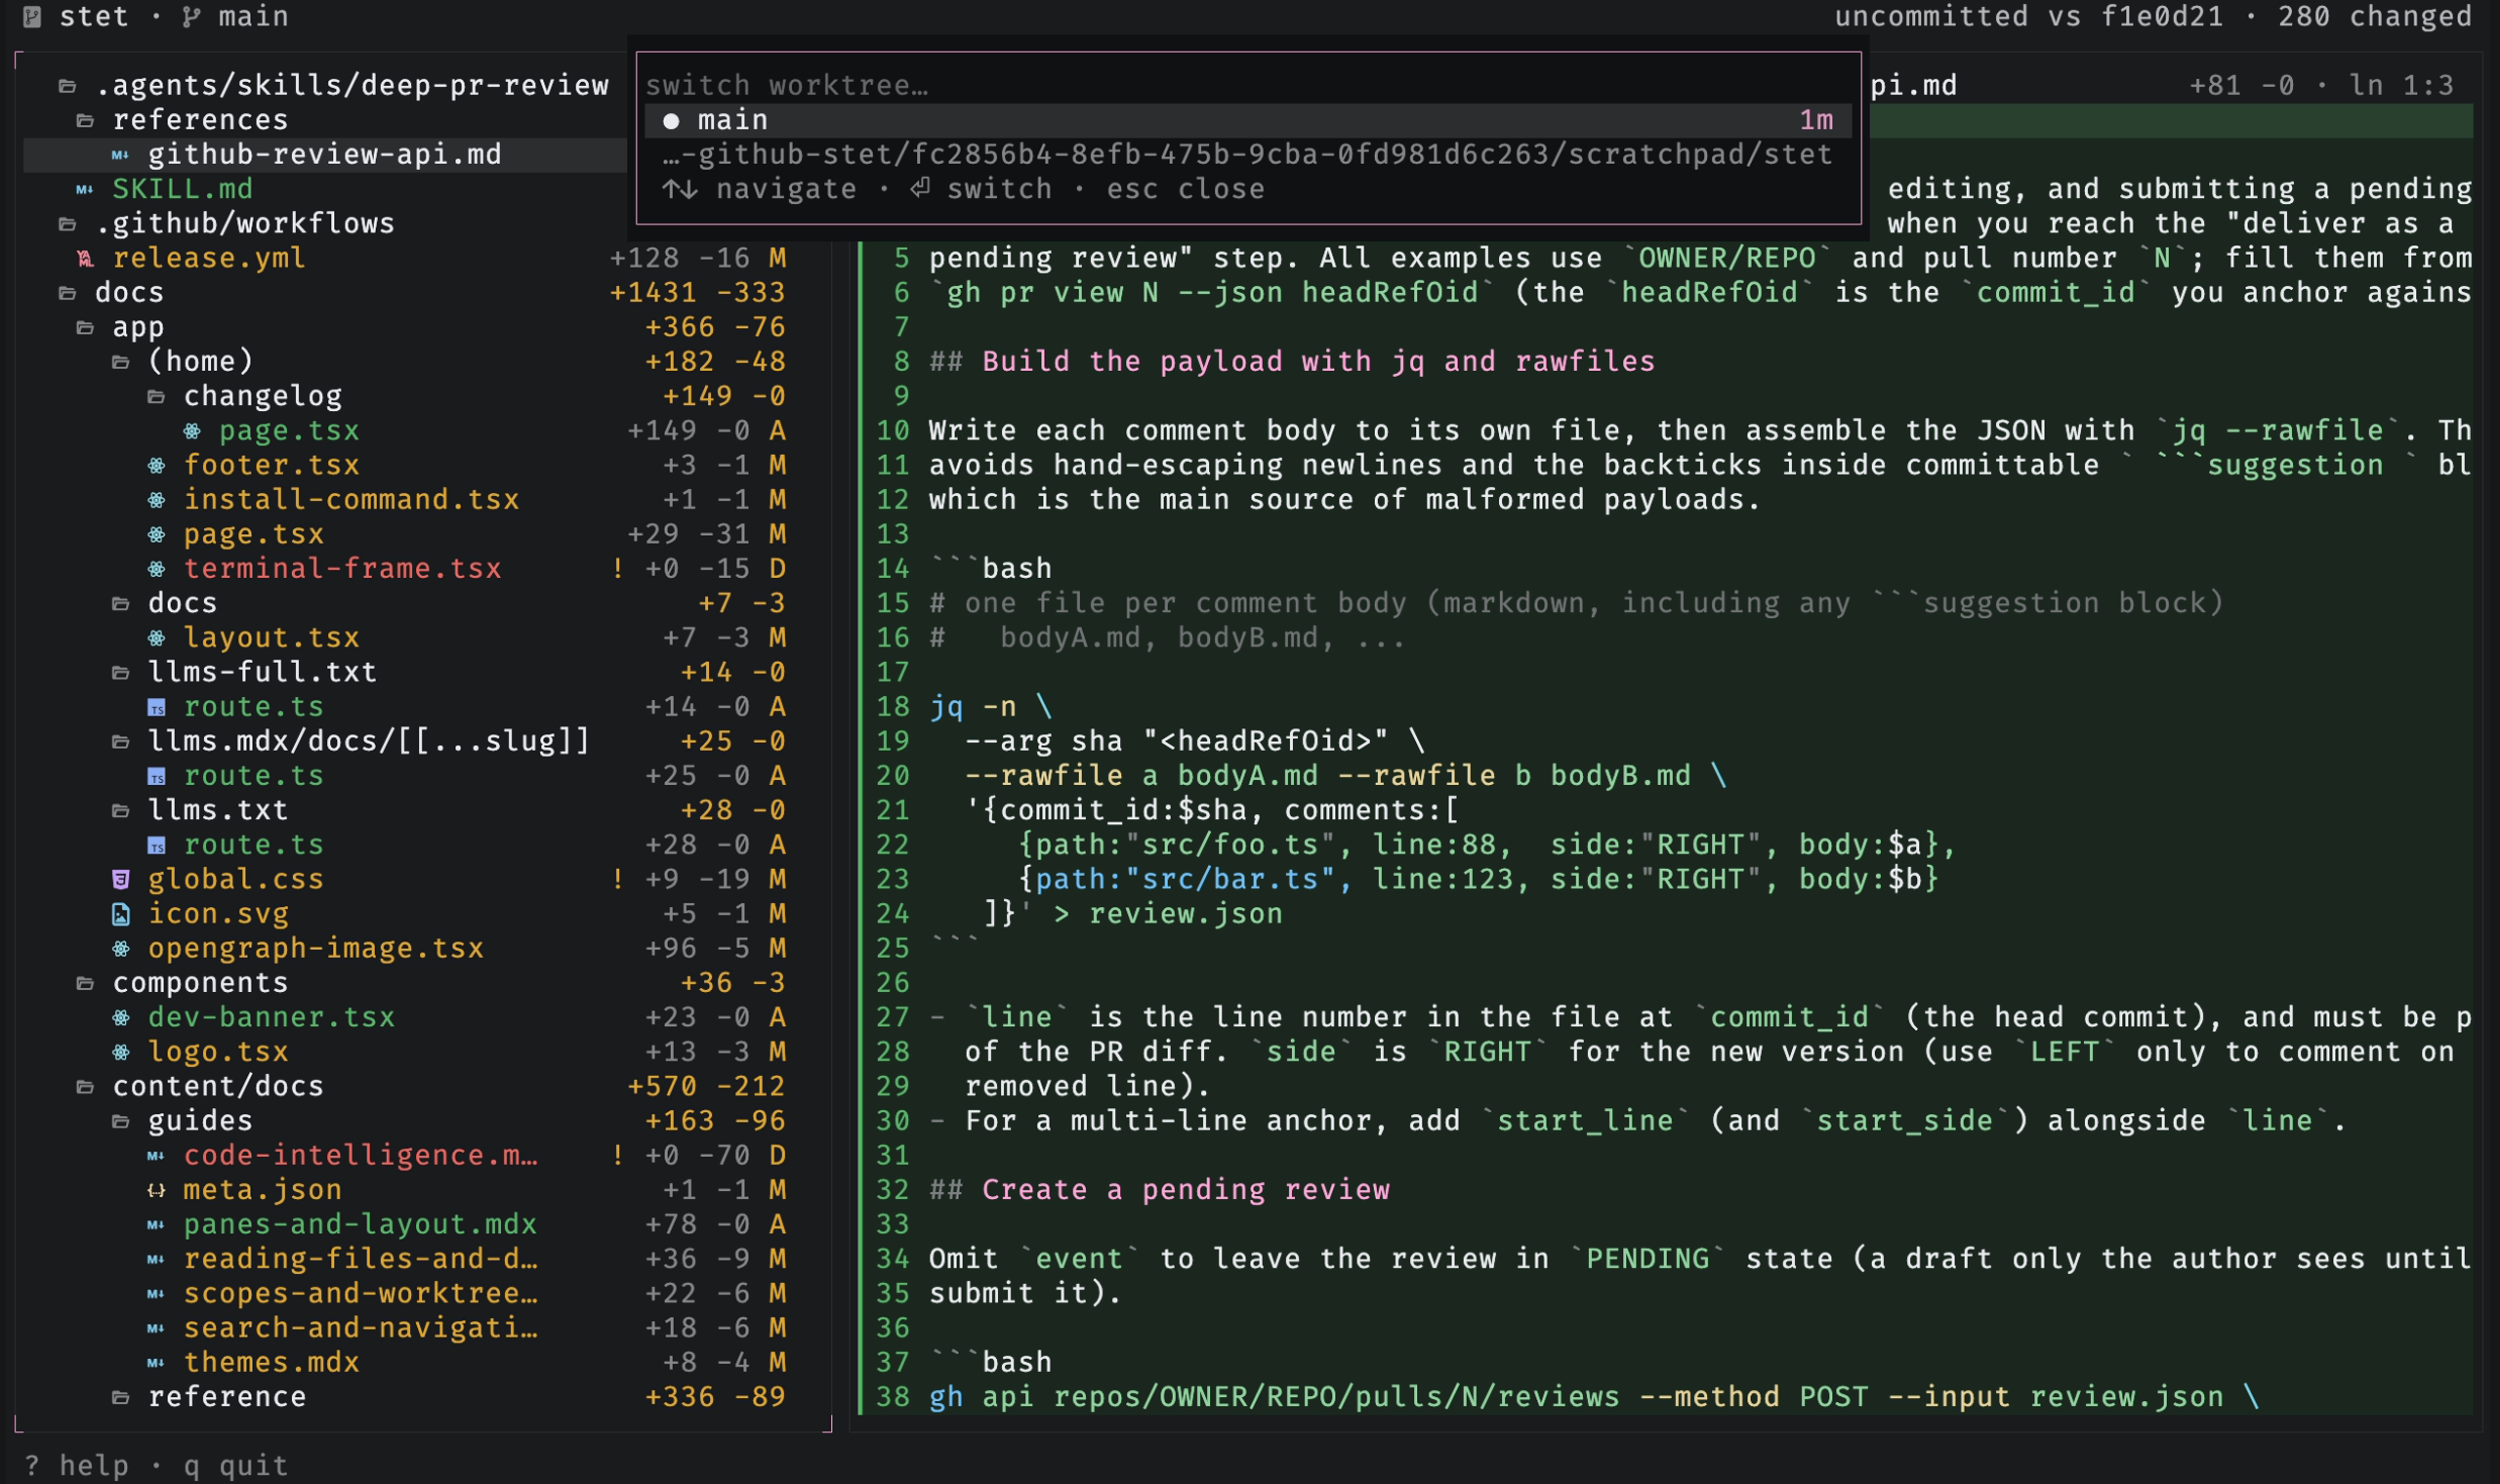 stet · main
uncommitted vs f1e0d21 · 280 changed
switch worktree…
● main 1m
…-github-stet/fc2856b4-8efb-475b-9cba-0fd981d6c263/scratchpad/stet
↑↓ navigate · ⏎ switch · esc close
.agents/skills/deep-pr-review
references
github-review-api.md
SKILL.md
.github/workflows
release.yml +128 -16 M
docs +1431 -333
app +366 -76
(home) +182 -48
changelog +149 -0
page.tsx +149 -0 A
footer.tsx +3 -1 M
install-command.tsx +1 -1 M
page.tsx +29 -31 M
terminal-frame.tsx ! +0 -15 D
docs +7 -3
layout.tsx +7 -3 M
llms-full.txt +14 -0
route.ts +14 -0 A
llms.mdx/docs/[[...slug]] +25 -0
route.ts +25 -0 A
llms.txt +28 -0
route.ts +28 -0 A
global.css ! +9 -19 M
icon.svg +5 -1 M
opengraph-image.tsx +96 -5 M
components +36 -3
dev-banner.tsx +23 -0 A
logo.tsx +13 -3 M
content/docs +570 -212
guides +163 -96
code-intelligence.m… ! +0 -70 D
meta.json +1 -1 M
panes-and-layout.mdx +78 -0 A
reading-files-and-d… +36 -9 M
scopes-and-worktree… +22 -6 M
search-and-navigati… +18 -6 M
themes.mdx +8 -4 M
reference +336 -89
pi.md +81 -0 · ln 1:3
editing, and submitting a pending
when you reach the "deliver as a
5 pending review" step. All examples use `OWNER/REPO` and pull number `N`; fill them from
6 `gh pr view N --json headRefOid` (the `headRefOid` is the `commit_id` you anchor agains
7
8 ## Build the payload with jq and rawfiles
9
10 Write each comment body to its own file, then assemble the JSON with `jq --rawfile`. Th
11 avoids hand-escaping newlines and the backticks inside committable ` ```suggestion ` bl
12 which is the main source of malformed payloads.
13
14 ```bash
15 # one file per comment body (markdown, including any ```suggestion block)
16 #   bodyA.md, bodyB.md, ...
17
18 jq -n \
19   --arg sha "<headRefOid>" \
20   --rawfile a bodyA.md --rawfile b bodyB.md \
21   '{commit_id:$sha, comments:[
22      {path:"src/foo.ts", line:88,  side:"RIGHT", body:$a},
23      {path:"src/bar.ts", line:123, side:"RIGHT", body:$b}
24    ]}' > review.json
25 ```
26
27 - `line` is the line number in the file at `commit_id` (the head commit), and must be p
28   of the PR diff. `side` is `RIGHT` for the new version (use `LEFT` only to comment on
29   removed line).
30 - For a multi-line anchor, add `start_line` (and `start_side`) alongside `line`.
31
32 ## Create a pending review
33
34 Omit `event` to leave the review in `PENDING` state (a draft only the author sees until
35 submit it).
36
37 ```bash
38 gh api repos/OWNER/REPO/pulls/N/reviews --method POST --input review.json \
? help · q quit